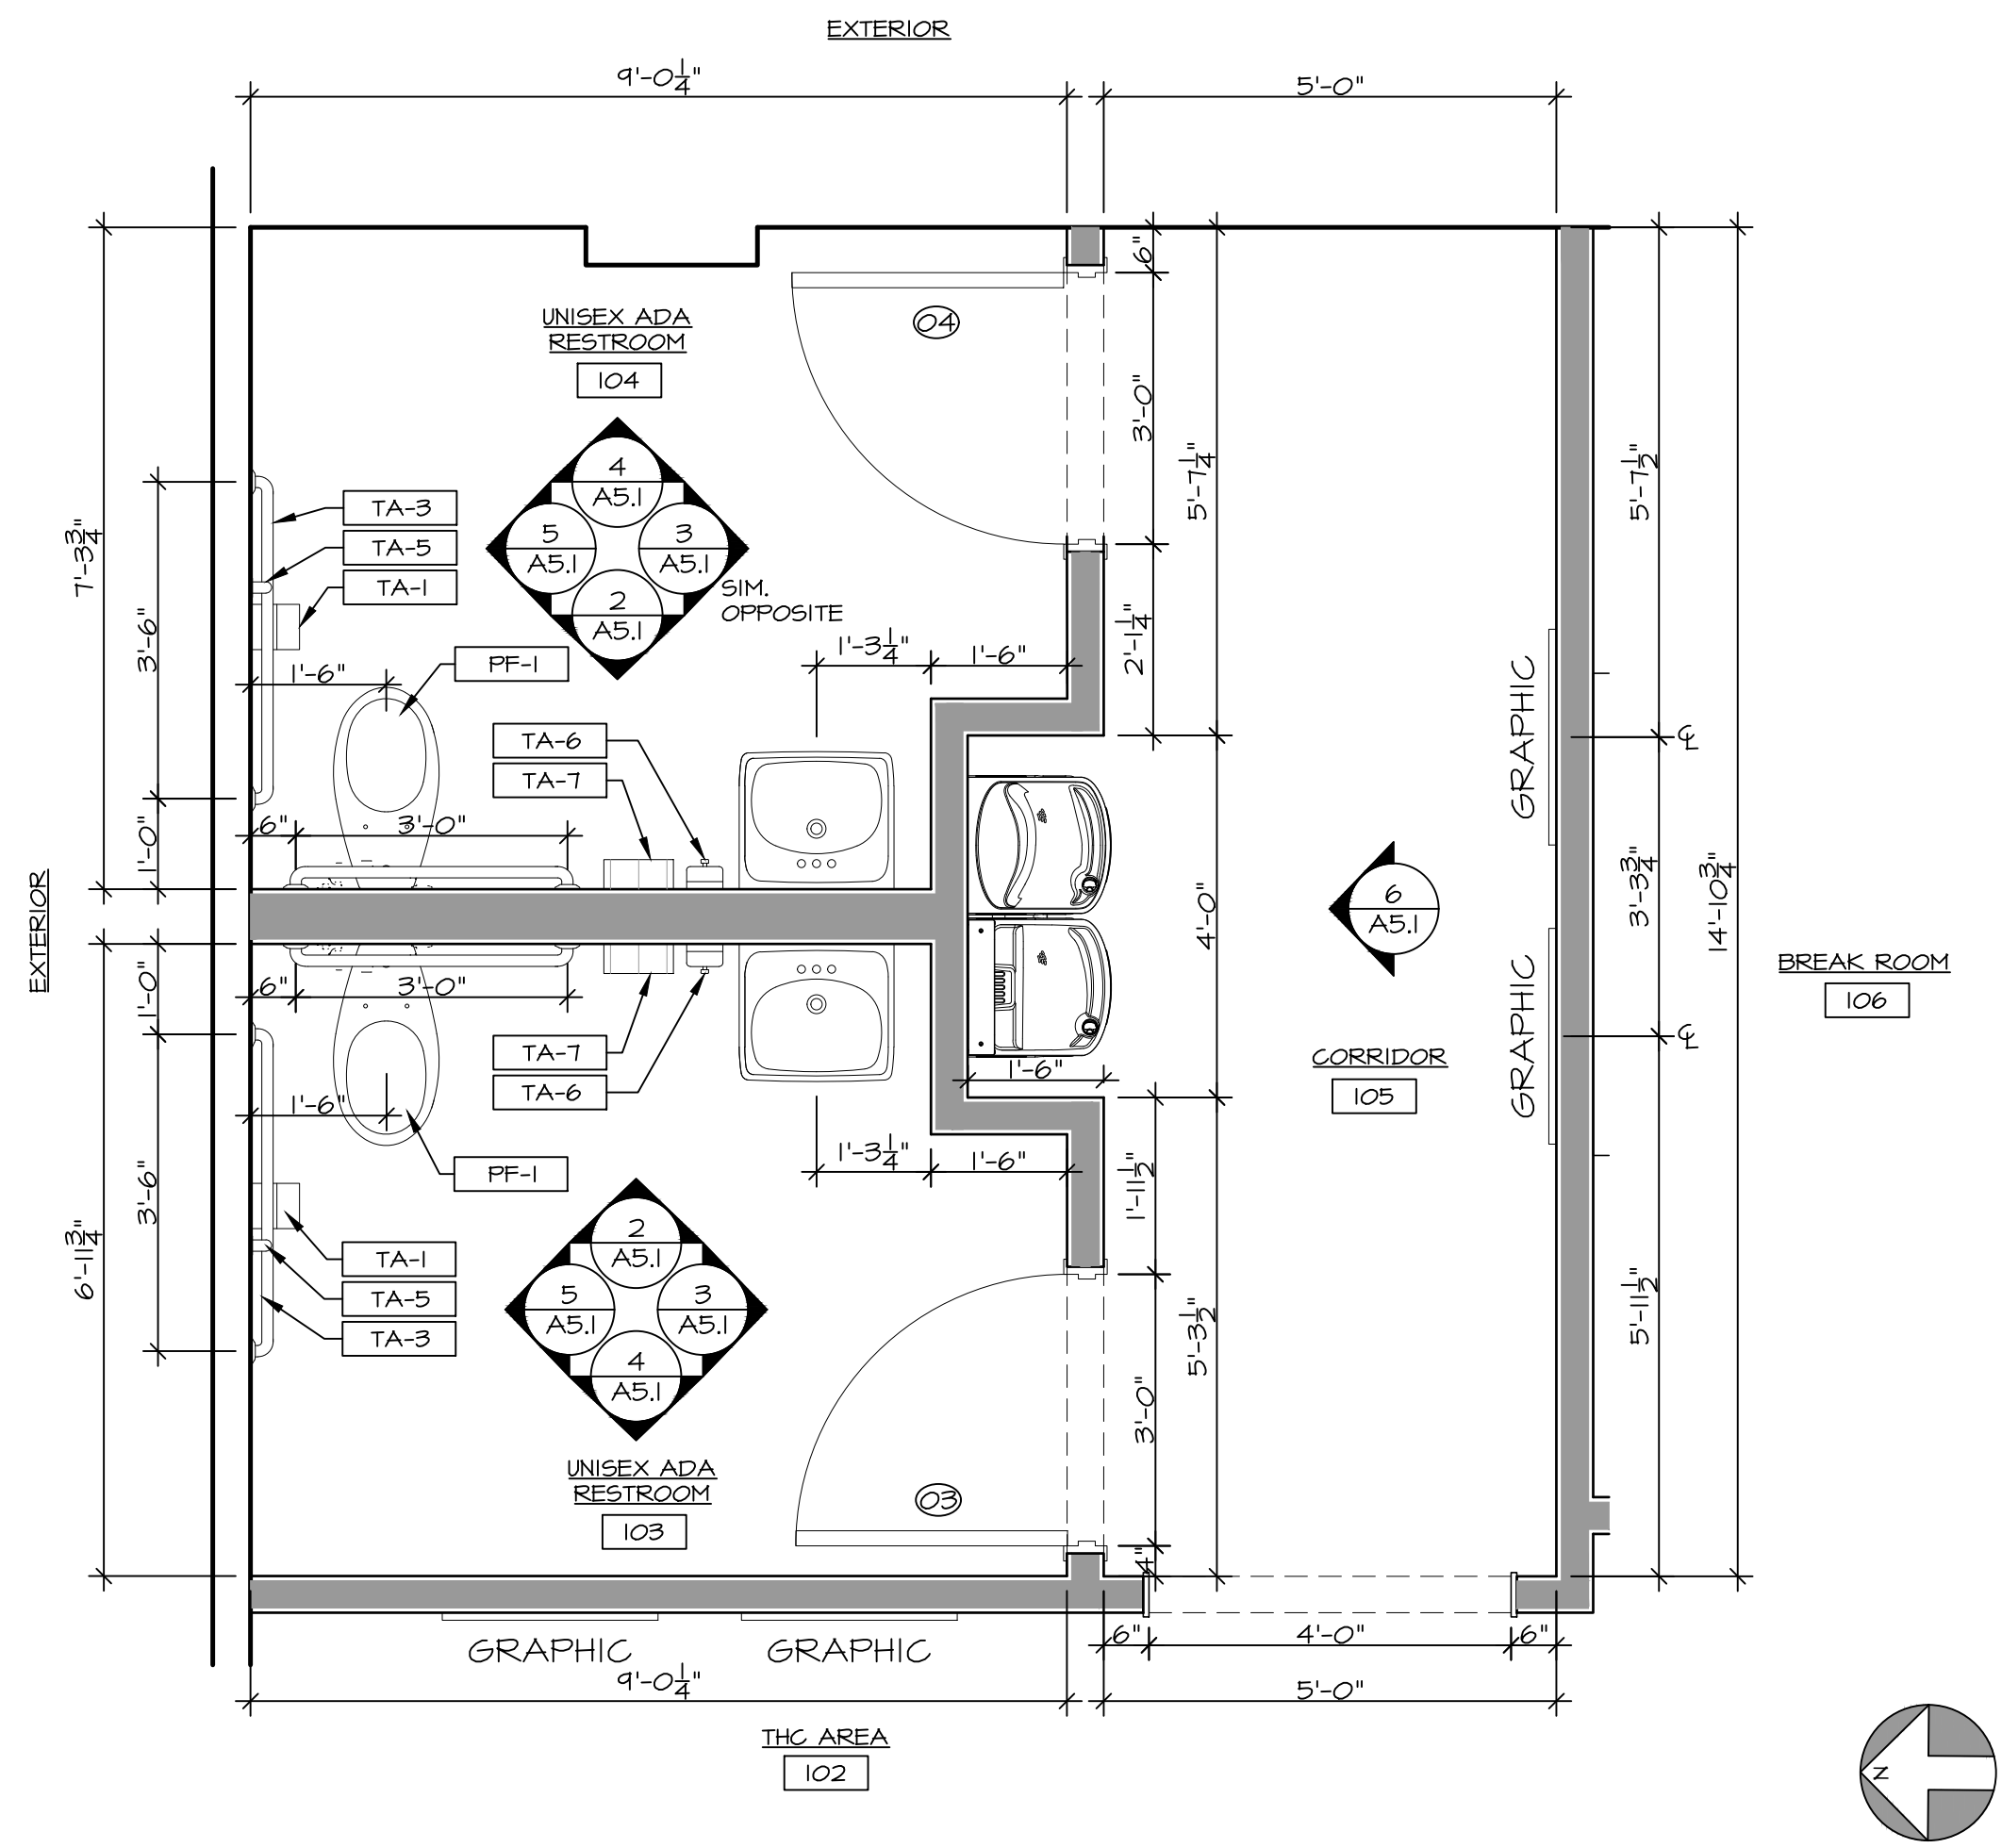 EXTERIOR
9'-0 1/4"
5'-0"
6"
UNISEX ADA
RESTROOM
104
04
3'-0"
5'-7 1/4"
5'-7 1/2"
4
A5.1
5
A5.1
3
A5.1
2
A5.1
SIM.
OPPOSITE
TA-3
TA-5
TA-1
7'-3 3/4"
3'-6"
1'-6"
PF-1
1'-3 1/4"
1'-6"
2'-1 1/4"
TA-6
TA-7
GRAPHIC
℄
1'-0"
6"
3'-0"
6
A5.1
4'-0"
3'-3 3/4"
14'-10 3/4"
EXTERIOR
BREAK ROOM
106
1'-0"
6"
3'-0"
TA-7
TA-6
GRAPHIC
℄
CORRIDOR
105
1'-6"
1'-6"
PF-1
1'-3 1/4"
1'-6"
1'-11 1/2"
3'-6"
6'-11 3/4"
TA-1
TA-5
TA-3
2
A5.1
5
A5.1
3
A5.1
4
A5.1
5'-3 1/2"
5'-11 1/2"
3'-0"
UNISEX ADA
RESTROOM
103
03
4"
GRAPHIC
GRAPHIC
6"
4'-0"
6"
9'-0 1/4"
5'-0"
THC AREA
102
N